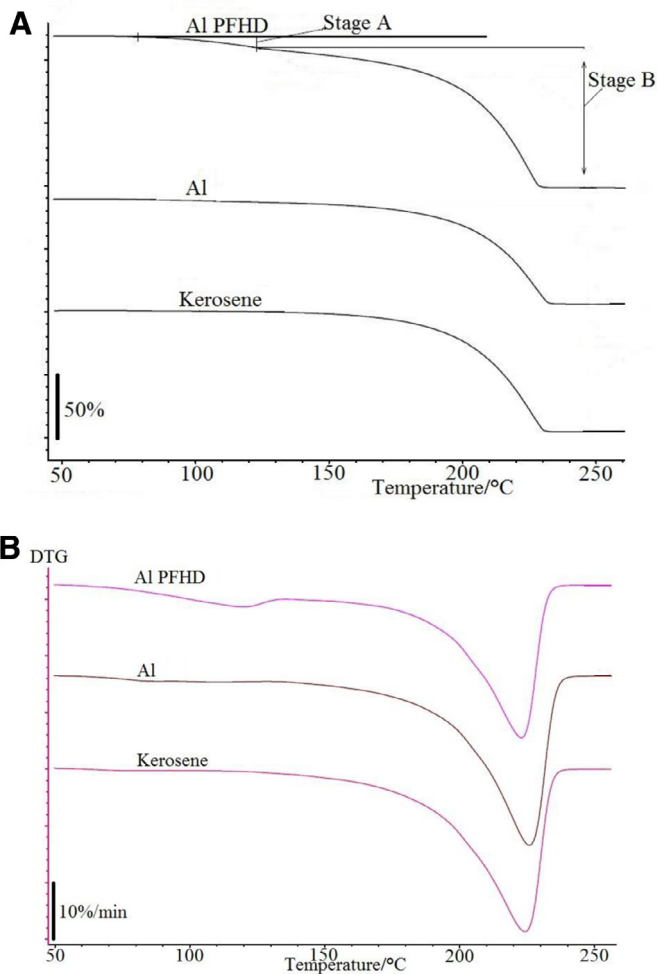 A
Al PFHD
Stage A
Stage B
Al
Kerosene
50%
50 100 150 200 250
Temperature/°C
B
DTG
Al PFHD
Al
Kerosene
10%/min
50 100 150 200 250
Temperature/°C